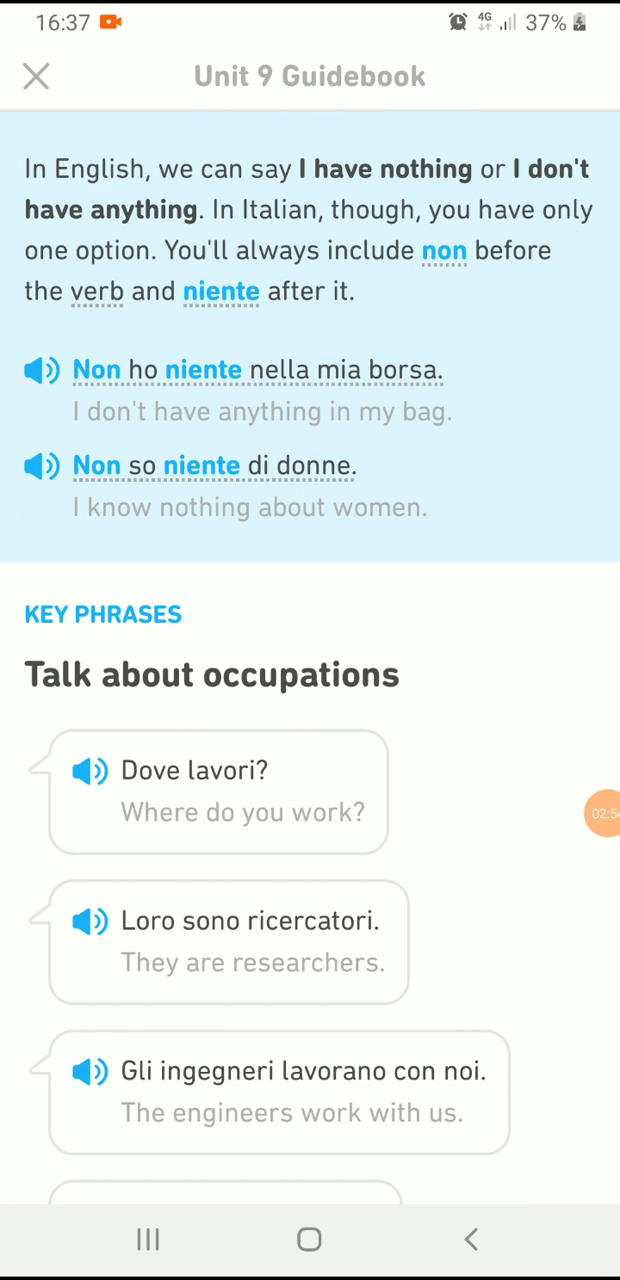 16:37
4G
37%
Unit 9 Guidebook
In English, we can say I have nothing or I don't
have anything. In Italian, though, you have only
one option. You'll always include non before
the verb and niente after it.
Non ho niente nella mia borsa.
I don't have anything in my bag.
Non so niente di donne.
I know nothing about women.
KEY PHRASES
Talk about occupations
Dove lavori?
Where do you work?
Loro sono ricercatori.
They are researchers.
Gli ingegneri lavorano con noi.
The engineers work with us.